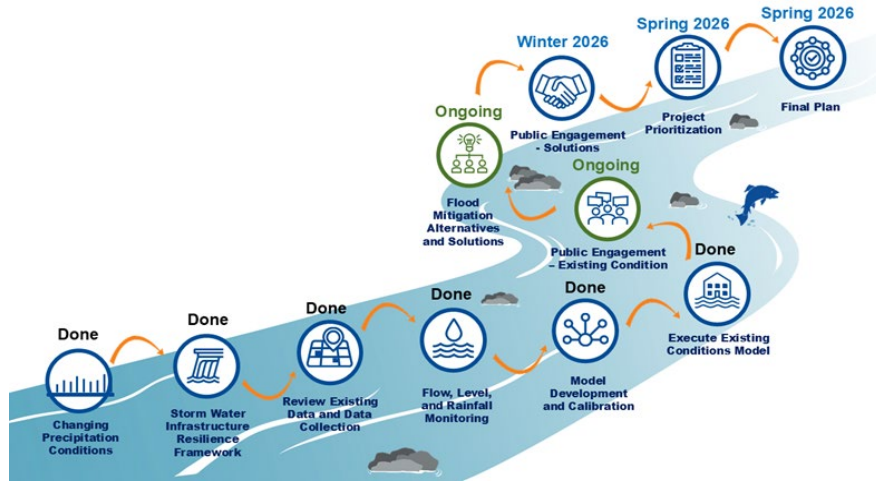 Done
Changing
Precipitation
Conditions
Done
Storm Water
Infrastructure
Resilience
Framework
Done
Review Existing
Data and Data
Collection
Done
Flow, Level,
and Rainfall
Monitoring
Done
Model
Development
and Calibration
Done
Execute Existing
Conditions Model
Ongoing
Public Engagement
– Existing Condition
Ongoing
Flood
Mitigation
Alternatives
and Solutions
Winter 2026
Public Engagement
- Solutions
Spring 2026
Project
Prioritization
Spring 2026
Final Plan